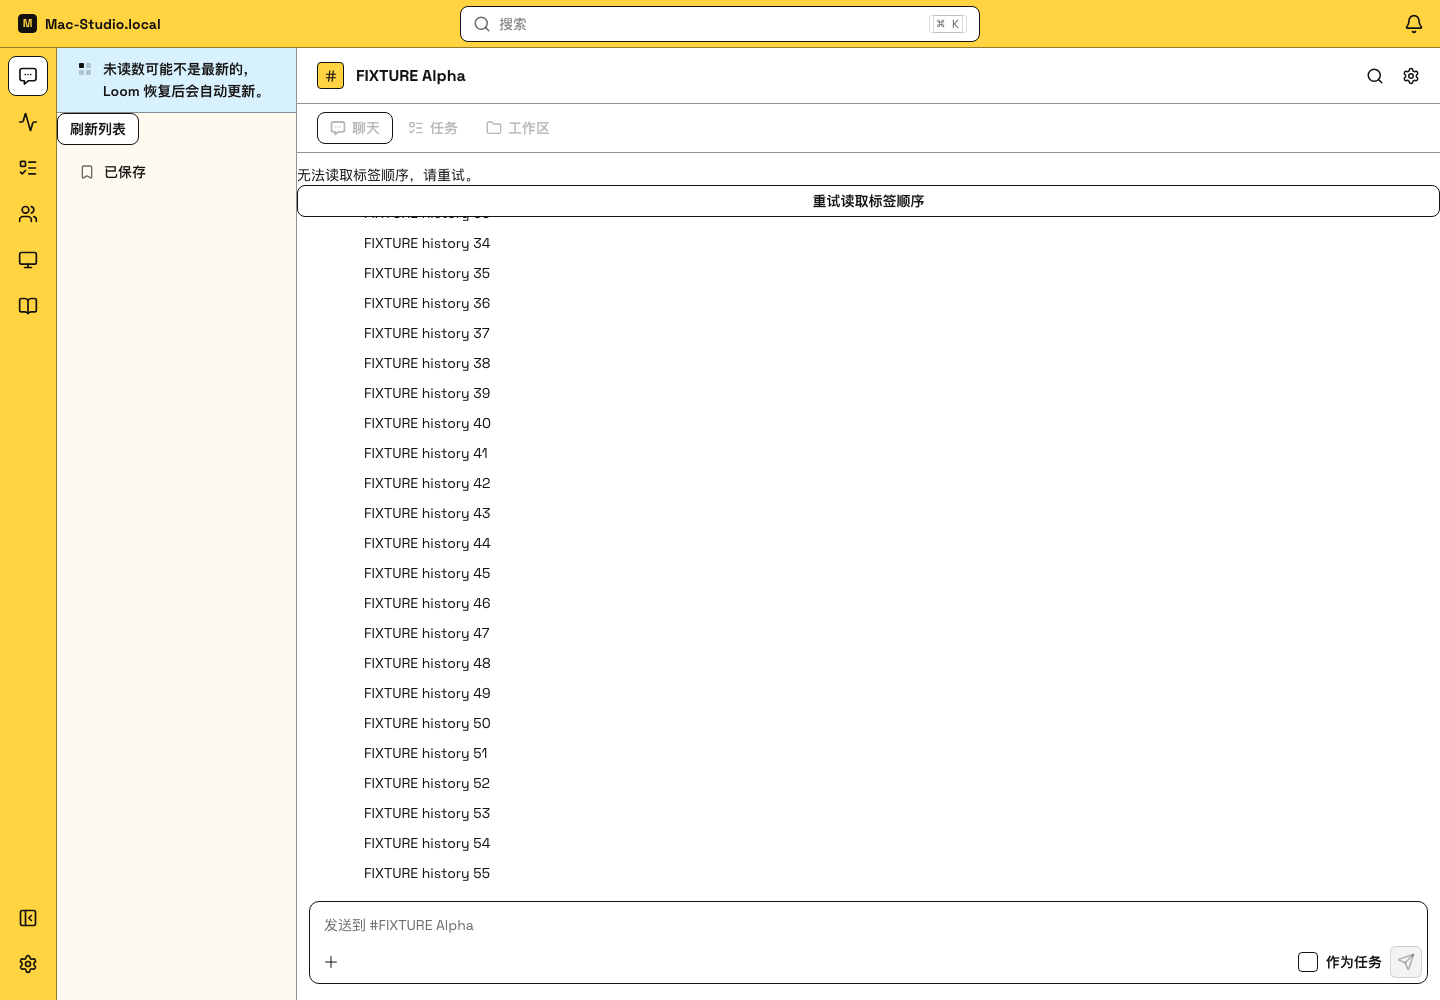 M Mac-Studio.local
搜索
⌘ K
未读数可能不是最新的，
Loom 恢复后会自动更新。
刷新列表
已保存
# FIXTURE Alpha
聊天
任务
工作区
无法读取标签顺序，请重试。
重试读取标签顺序
FIXTURE history 34
FIXTURE history 35
FIXTURE history 36
FIXTURE history 37
FIXTURE history 38
FIXTURE history 39
FIXTURE history 40
FIXTURE history 41
FIXTURE history 42
FIXTURE history 43
FIXTURE history 44
FIXTURE history 45
FIXTURE history 46
FIXTURE history 47
FIXTURE history 48
FIXTURE history 49
FIXTURE history 50
FIXTURE history 51
FIXTURE history 52
FIXTURE history 53
FIXTURE history 54
FIXTURE history 55
发送到 #FIXTURE Alpha
作为任务